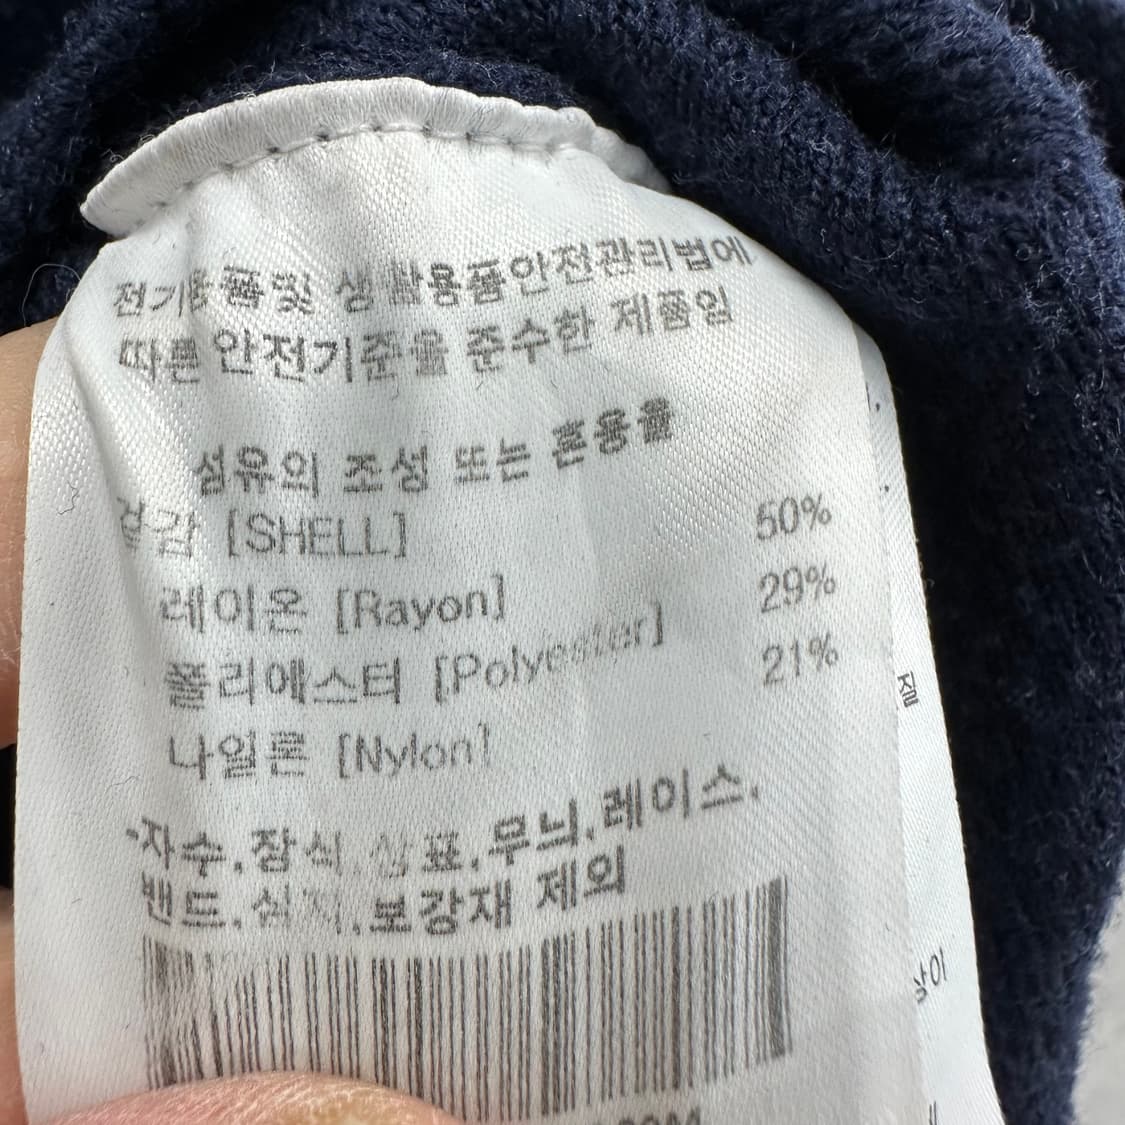 전기용품및 생활용품안전관리법에
따른 안전기준을 준수한 제품임
섬유의 조성 또는 혼용율
겉감 [SHELL]
레이온 [Rayon] 50%
폴리에스터 [Polyester] 29%
나일론 [Nylon] 21%
-자수.장식.상표.무늬.레이스.
밴드.심지.보강재 제외
질
상이